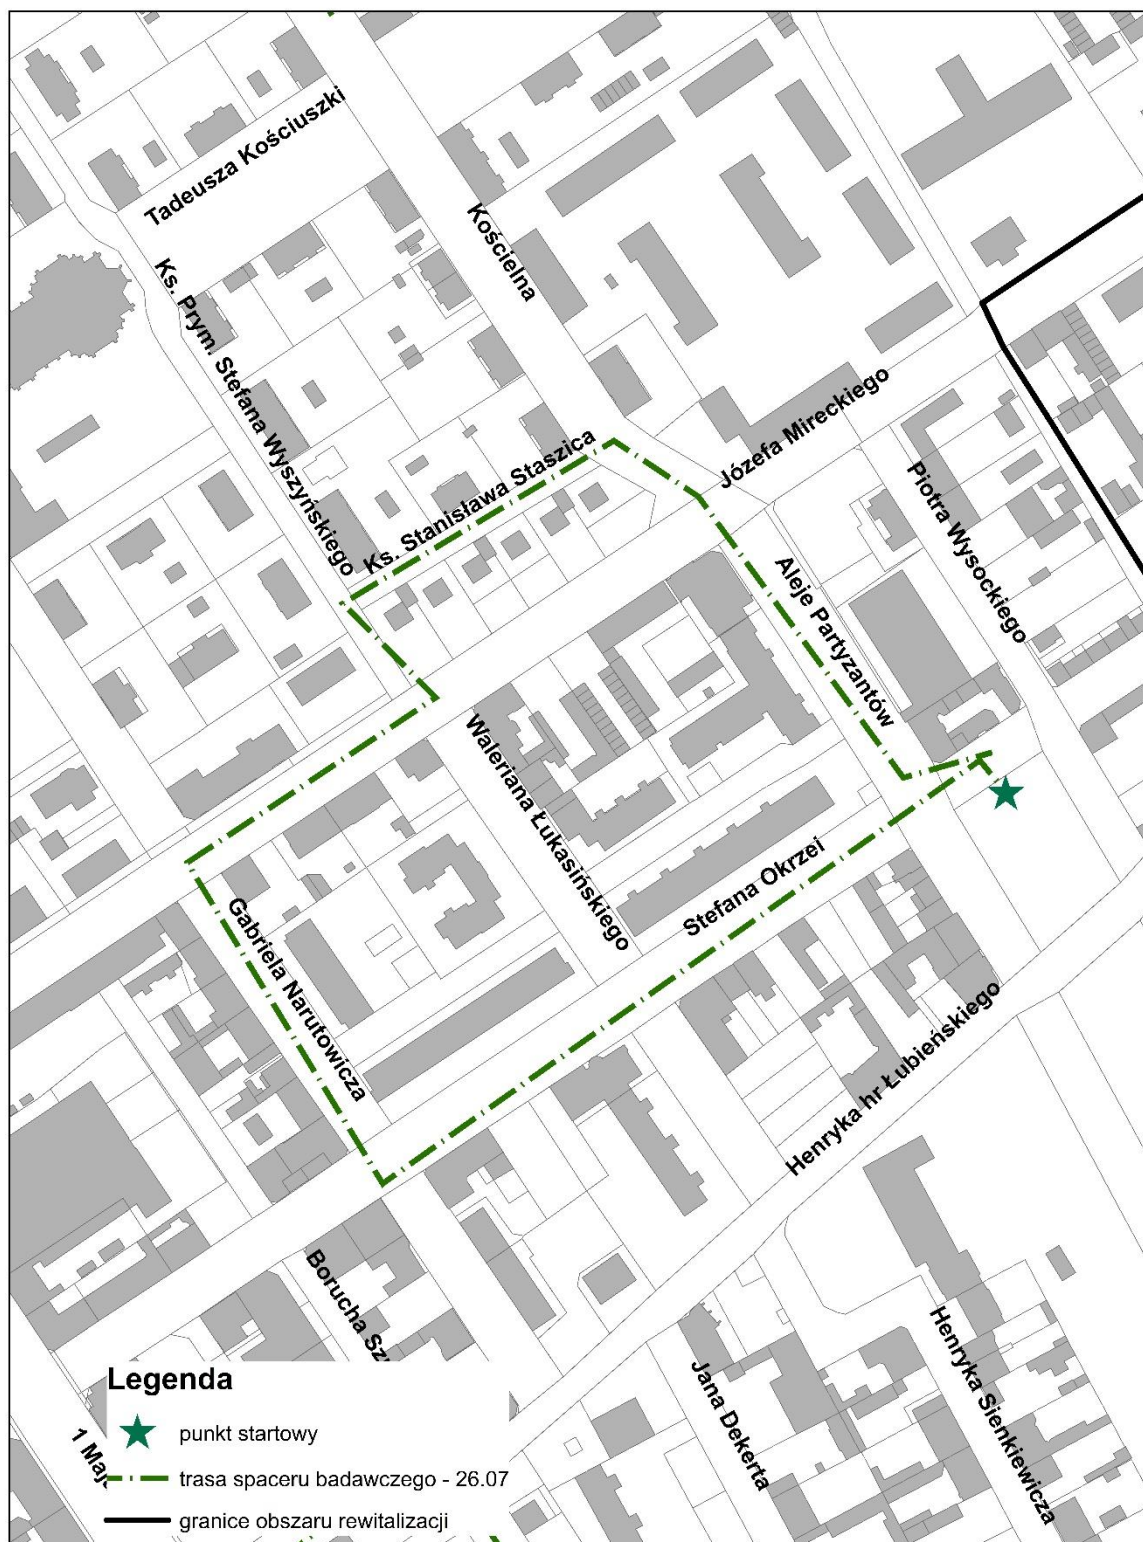 Tadeusza Kościuszki
Kościelna
Ks. Prym. Stefana Wyszyńskiego
Ks. Stanisława Staszica
Józefa Mireckiego
Piotra Wysockiego
Aleje Partyzantów
Waleriana Łukasińskiego
Stefana Okrzei
Gabriela Narutowicza
Henryka hr Łubieńskiego
Borucha
Jana Dekerta
Henryka Sienkiewicza
1 Maja
Legenda
punkt startowy
trasa spaceru badawczego - 26.07
granice obszaru rewitalizacji